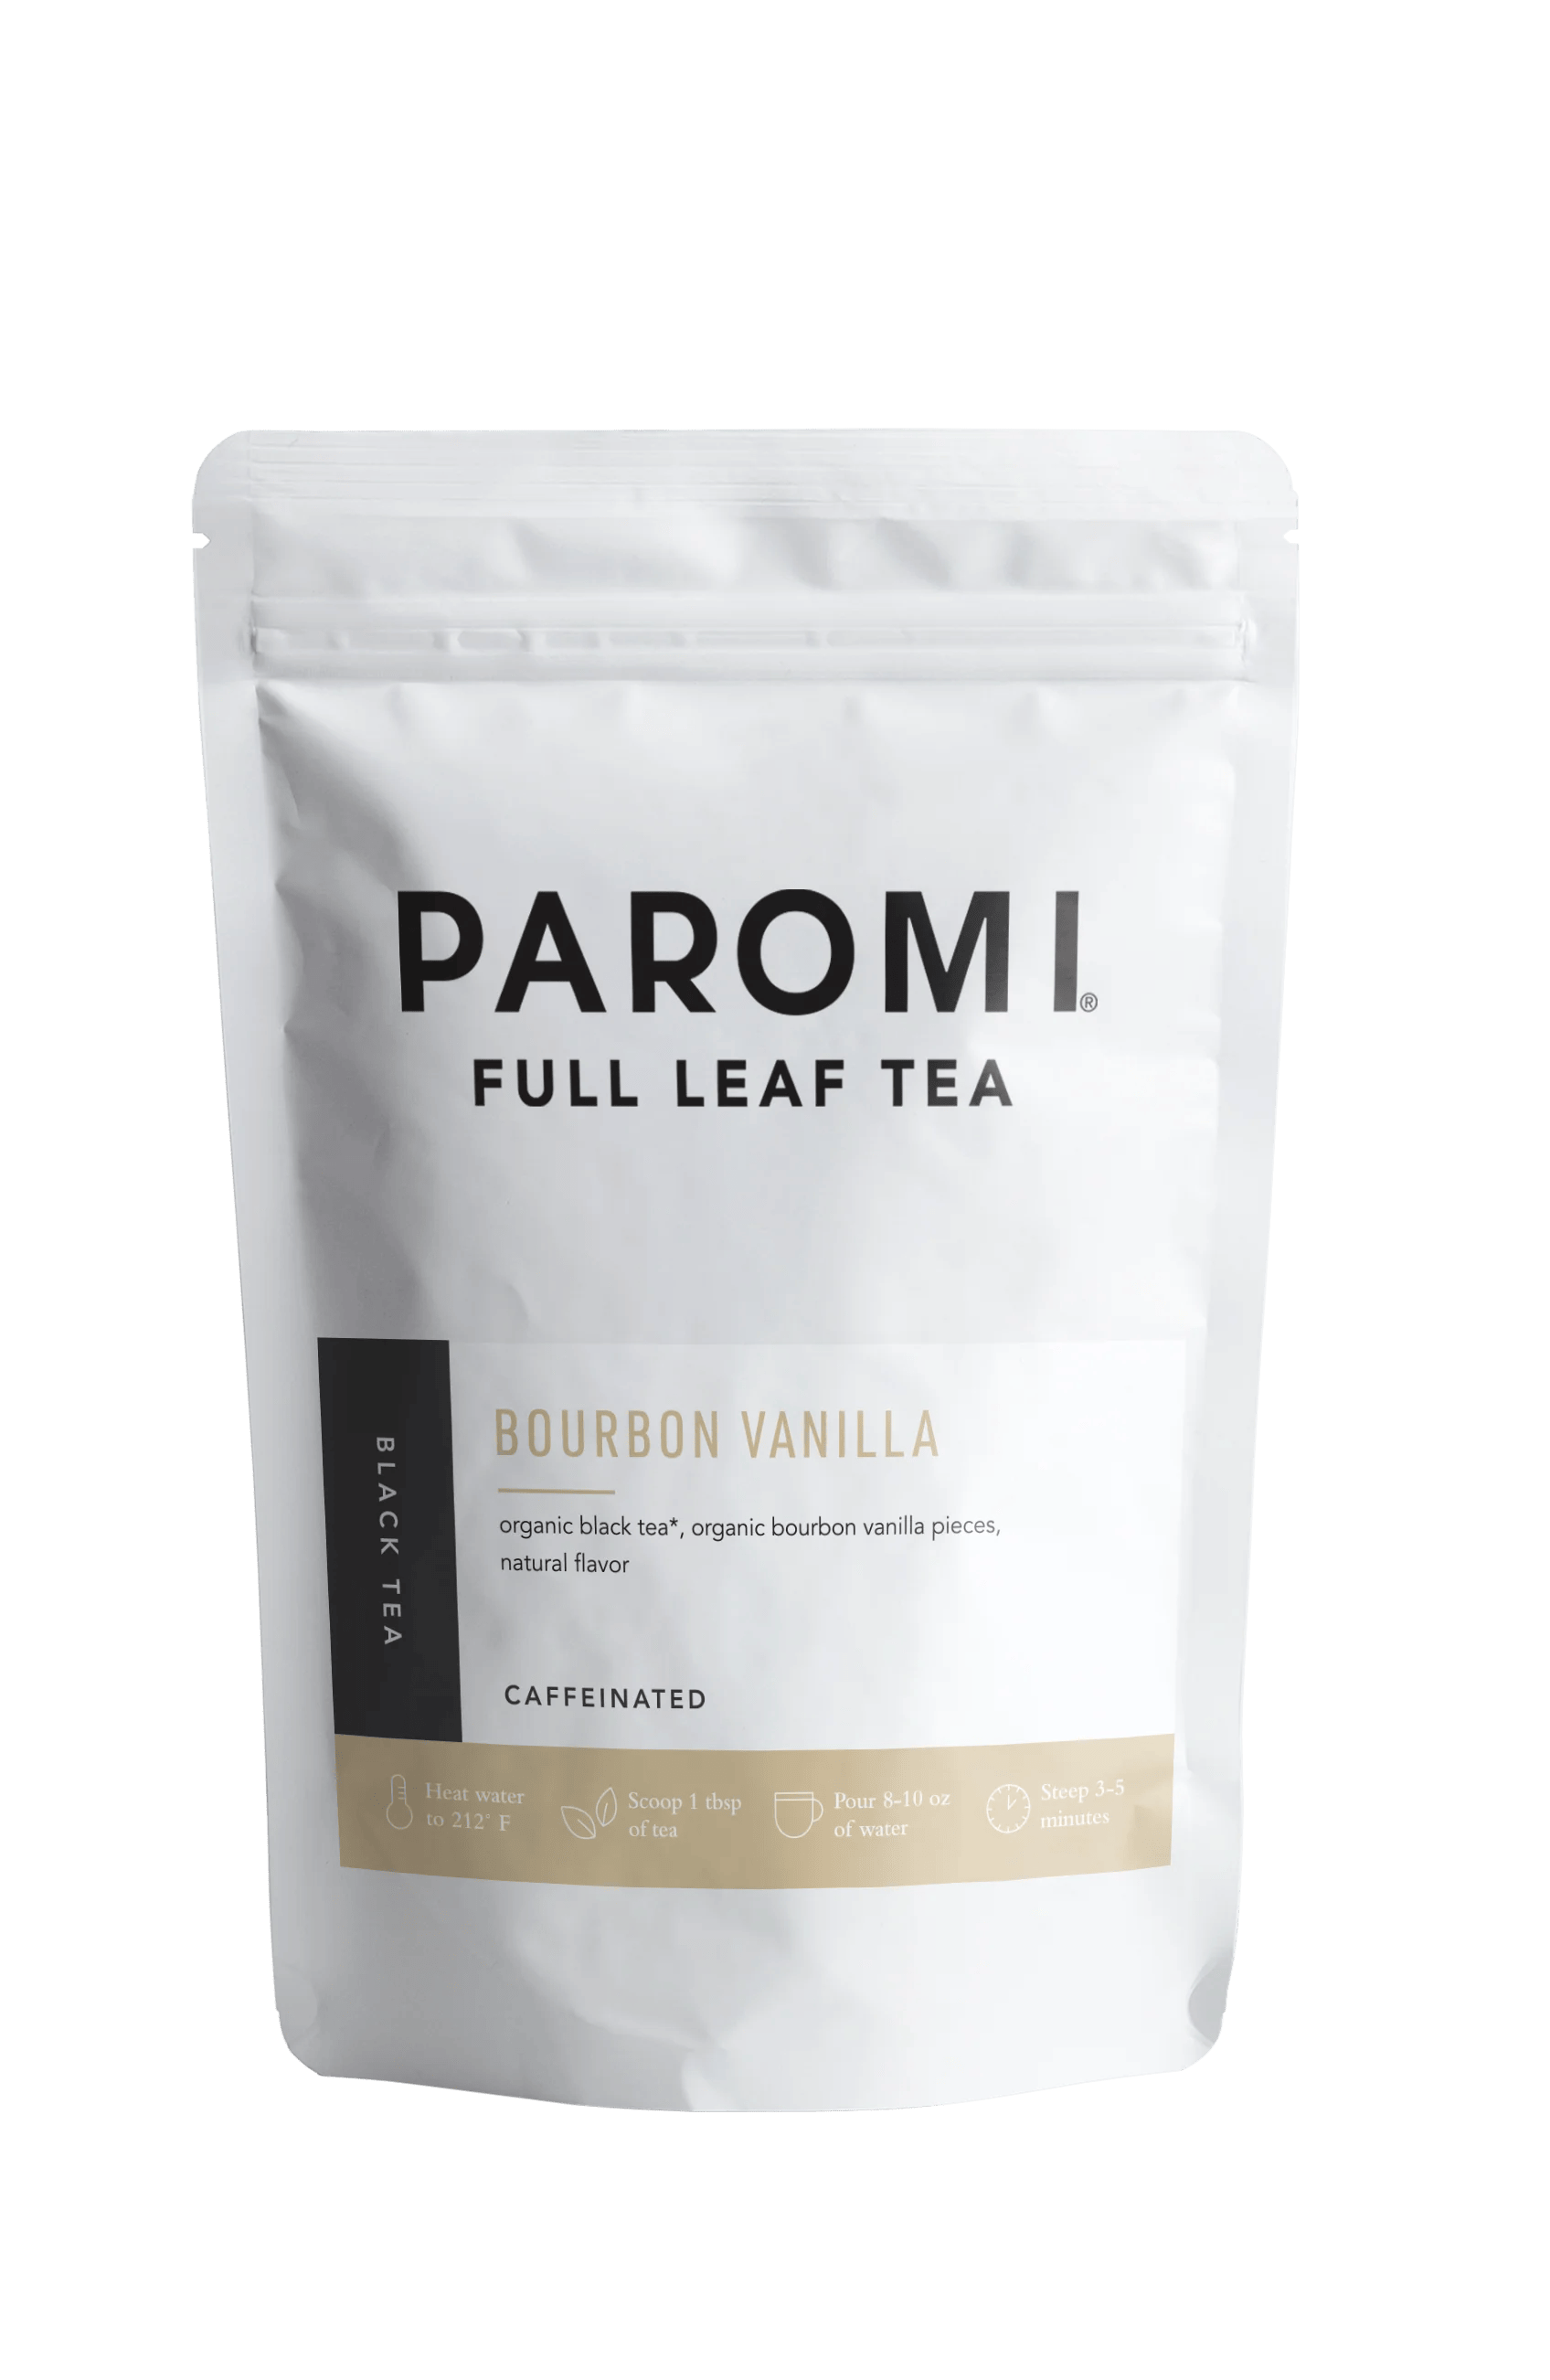 PAROMI®
FULL LEAF TEA
BLACK TEA
BOURBON VANILLA
organic black tea*, organic bourbon vanilla pieces,
natural flavor
CAFFEINATED
Heat water
to 212° F
Scoop 1 tbsp
of tea
Pour 8-10 oz
of water
Steep 3-5
minutes